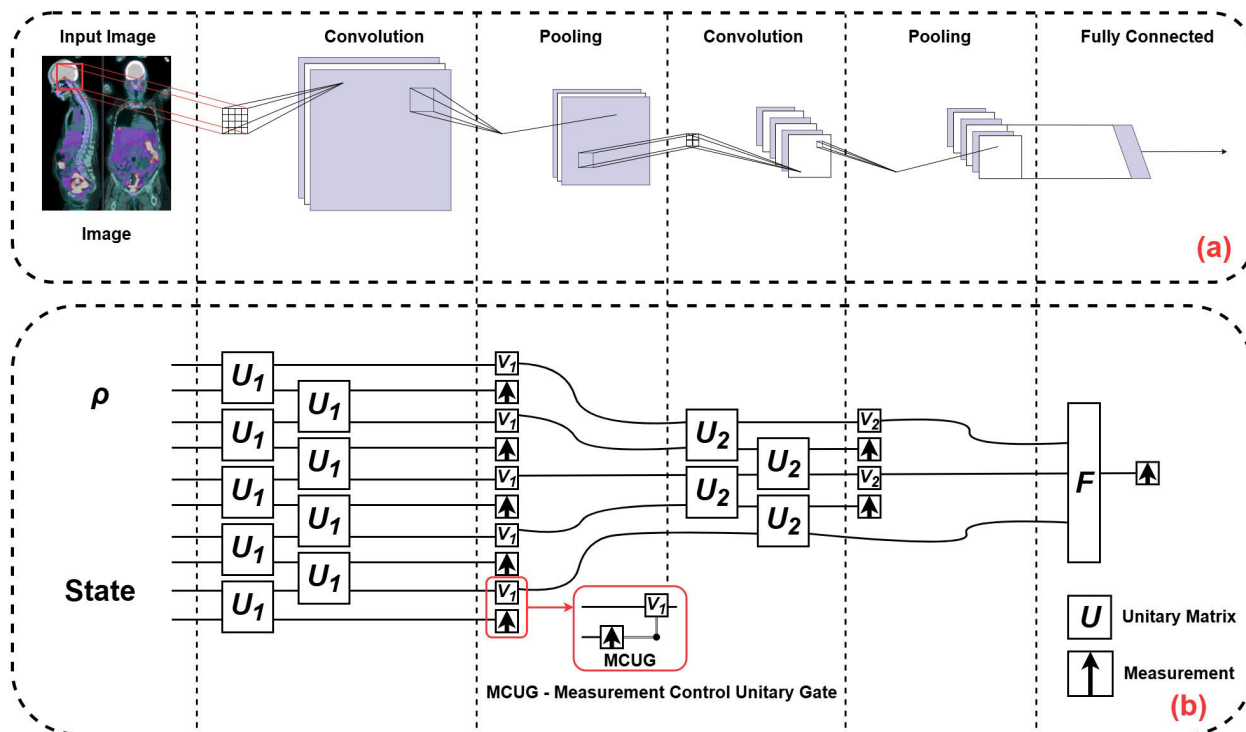 Input Image
Convolution
Pooling
Convolution
Pooling
Fully Connected
Image
(a)
ρ
State
U1
U1
U1
U1
U1
U1
U1
U1
U1
V1
V1
V1
V1
V1
U2
U2
U2
U2
V2
V2
F
V1
MCUG
MCUG - Measurement Control Unitary Gate
U
Unitary Matrix
Measurement
(b)